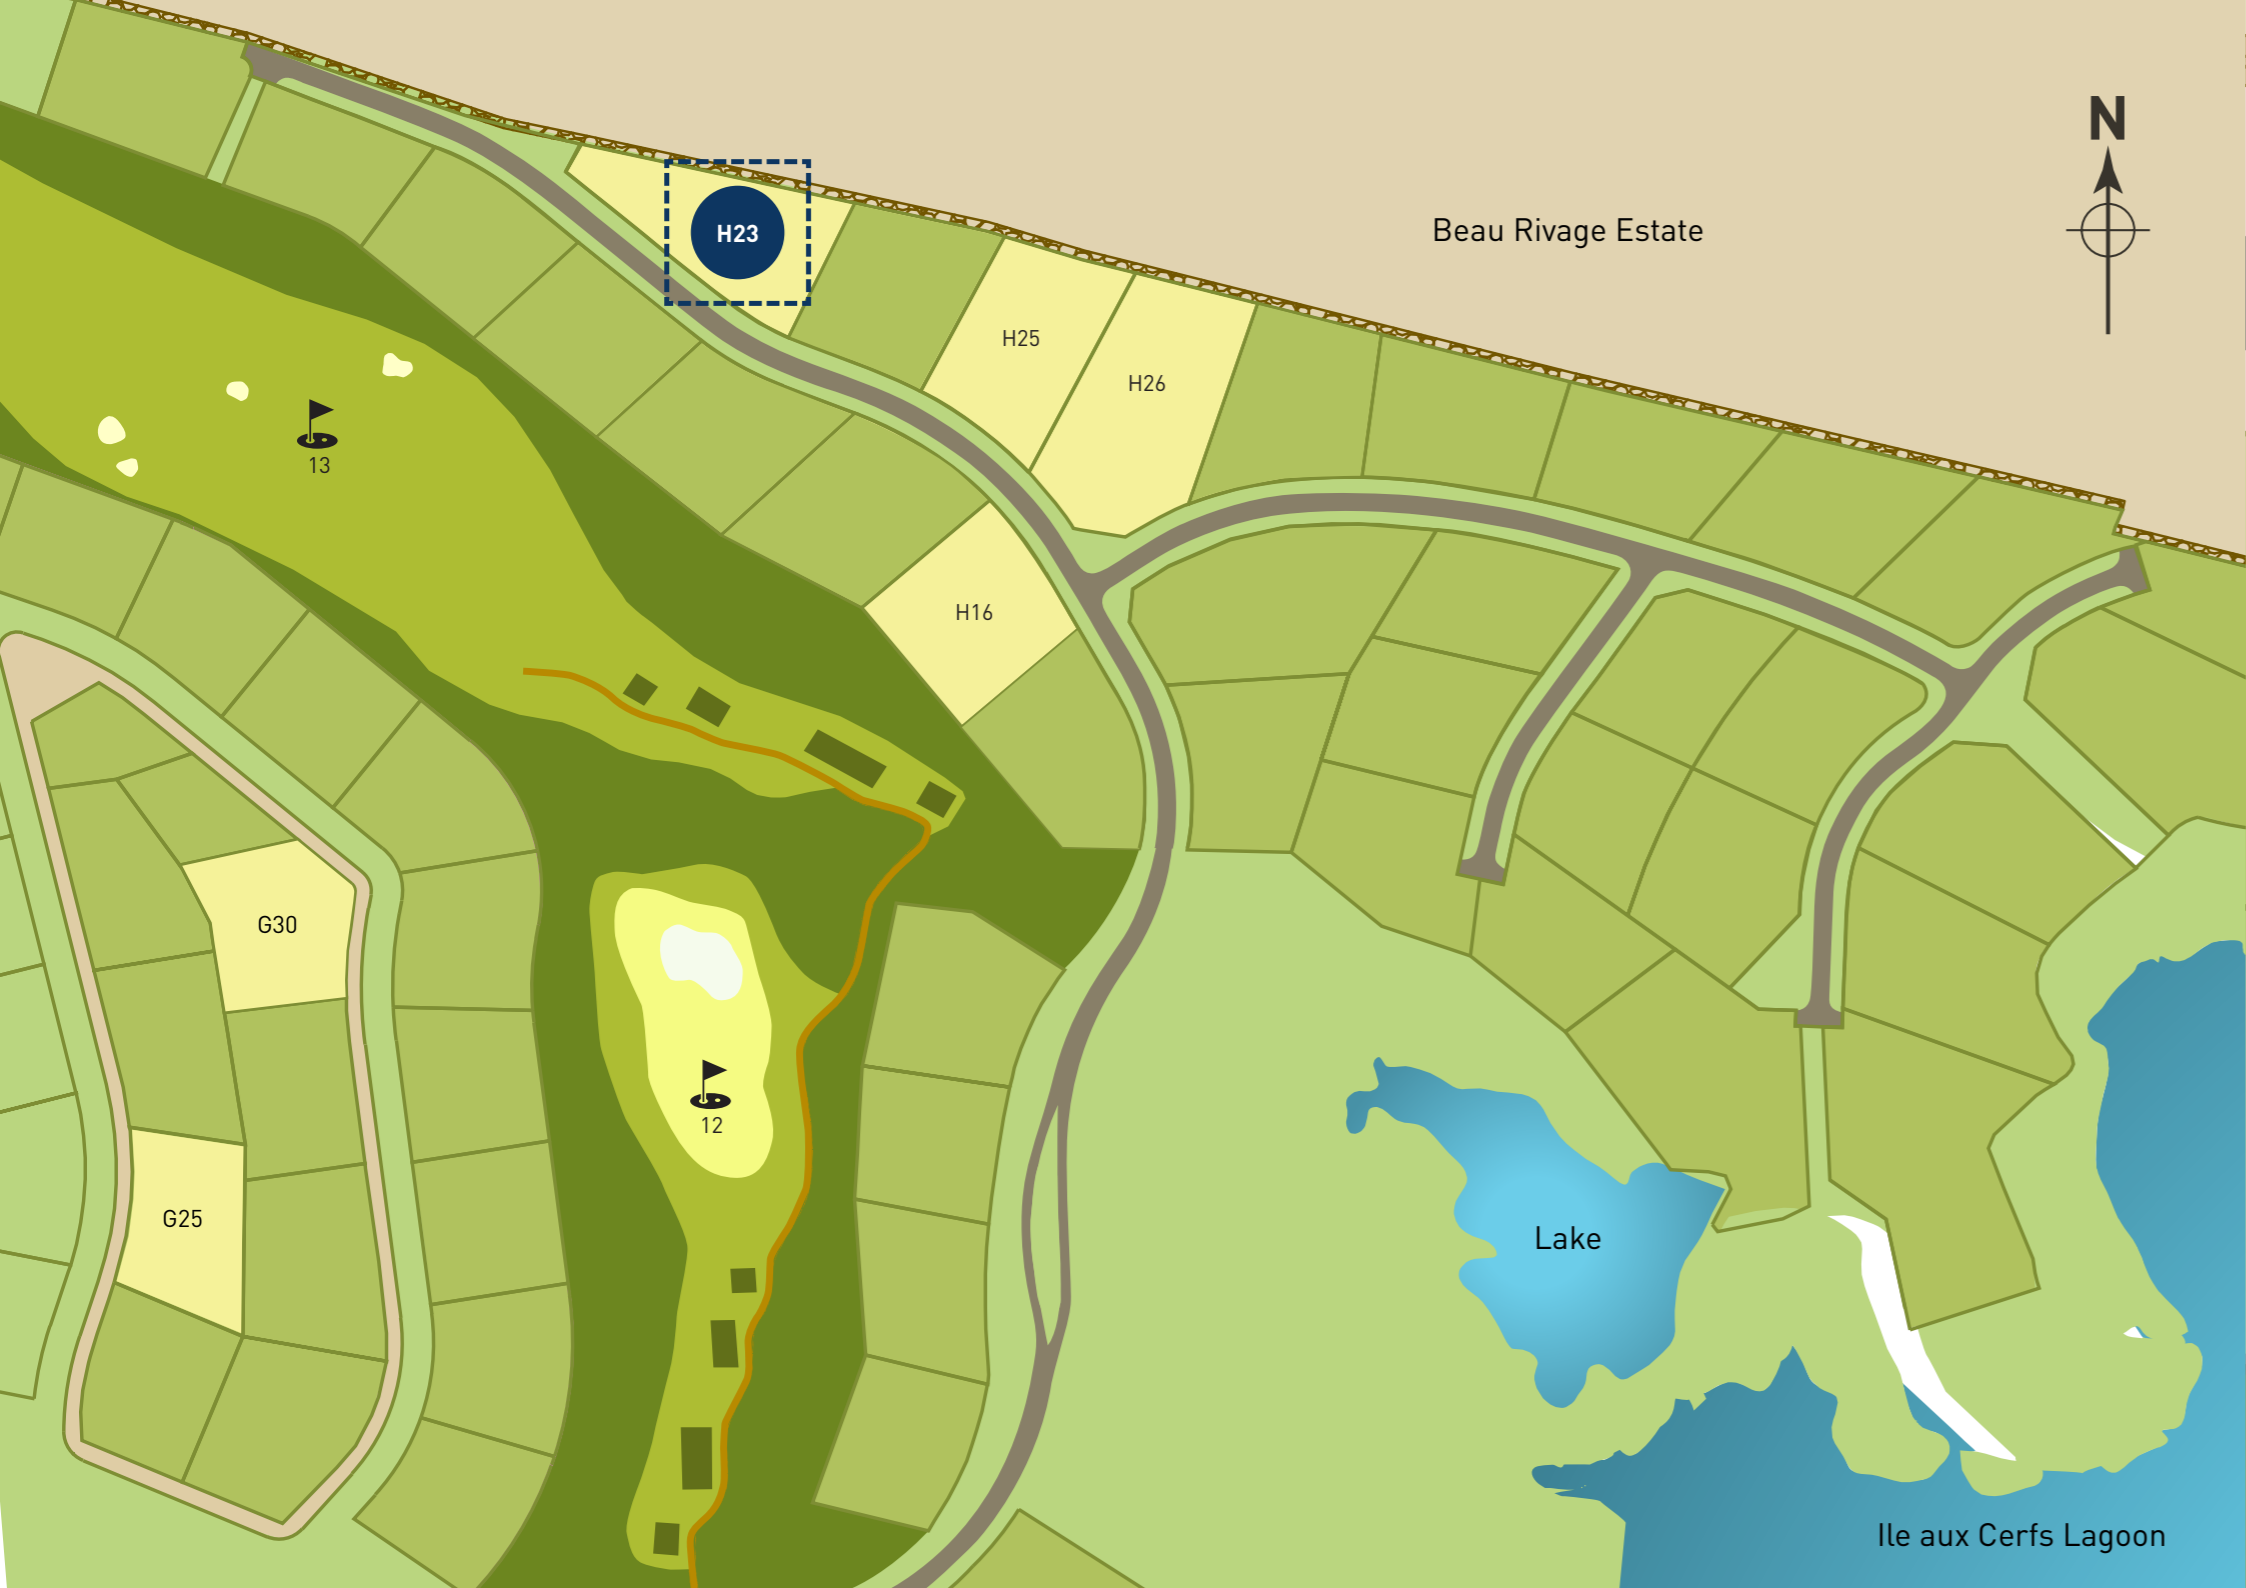 N
Beau Rivage Estate
H23
H25
H26
13
H16
G30
12
G25
Lake
Ile aux Cerfs Lagoon